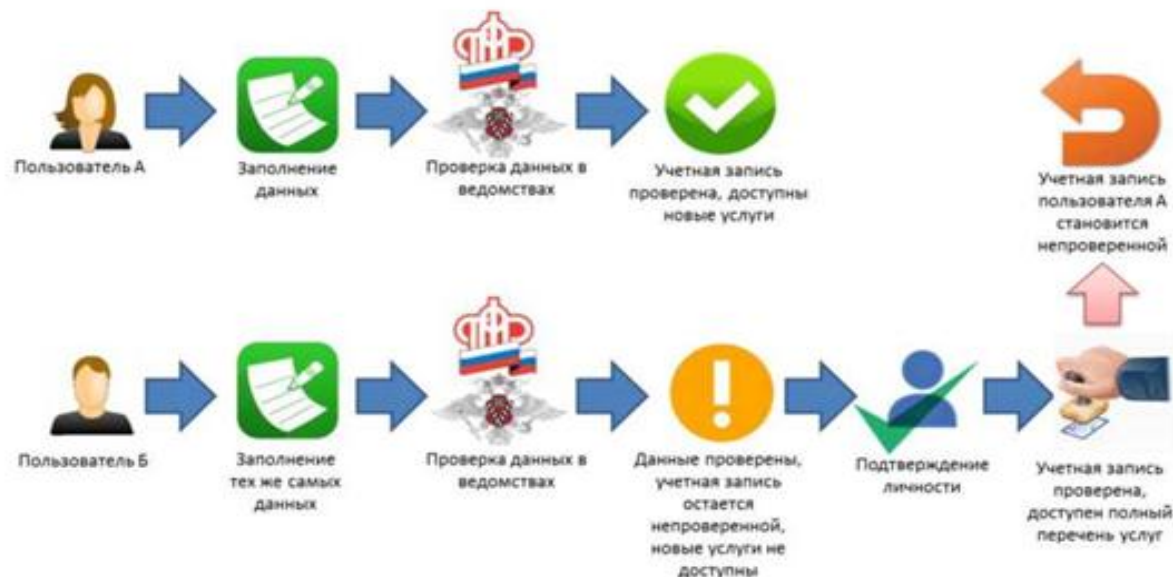 Пользователь А
Заполнение
данных
Проверка данных в
ведомствах
Учетная запись
проверена, доступны
новые услуги
Учетная запись
пользователя А
становится
непроверенной
Пользователь Б
Заполнение
тех же самых
данных
Проверка данных в
ведомствах
Данные проверены,
учетная запись
остается
непроверенной,
новые услуги не
доступны
Подтверждение
личности
Учетная запись
проверена,
доступен полный
перечень услуг